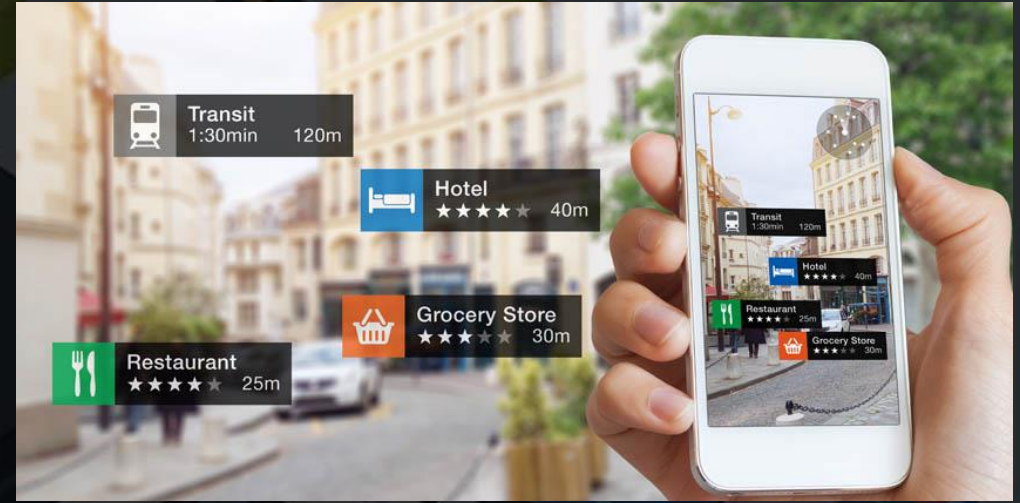 Transit
1:30min 120m
Hotel
40m
Grocery Store
30m
Restaurant
25m
Transit
1:30min 120m
Hotel
40m
Restaurant
25m
Grocery Store
30m